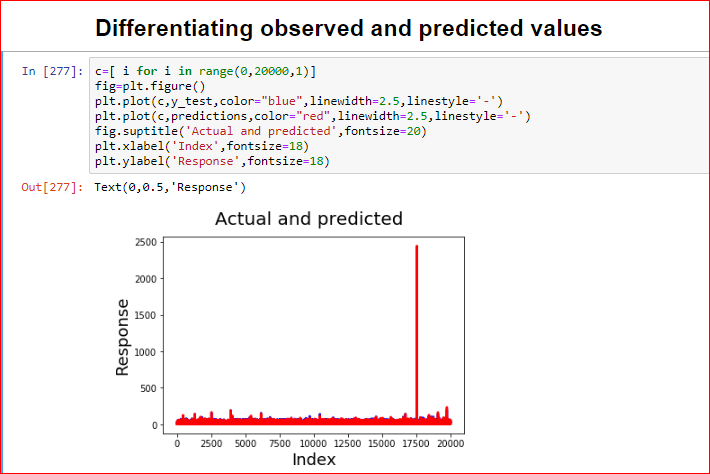 Differentiating observed and predicted values
In [277]: c=[ i for i in range(0,20000,1)]
fig=plt.figure()
plt.plot(c,y_test,color="blue",linewidth=2.5,linestyle='-')
plt.plot(c,predictions,color="red",linewidth=2.5,linestyle='-')
fig.suptitle('Actual and predicted',fontsize=20)
plt.xlabel('Index',fontsize=18)
plt.ylabel('Response',fontsize=18)
Out[277]: Text(0,0.5,'Response')
Actual and predicted
2500
2000
1500
1000
500
0
Response
0 2500 5000 7500 10000 12500 15000 17500 20000
Index